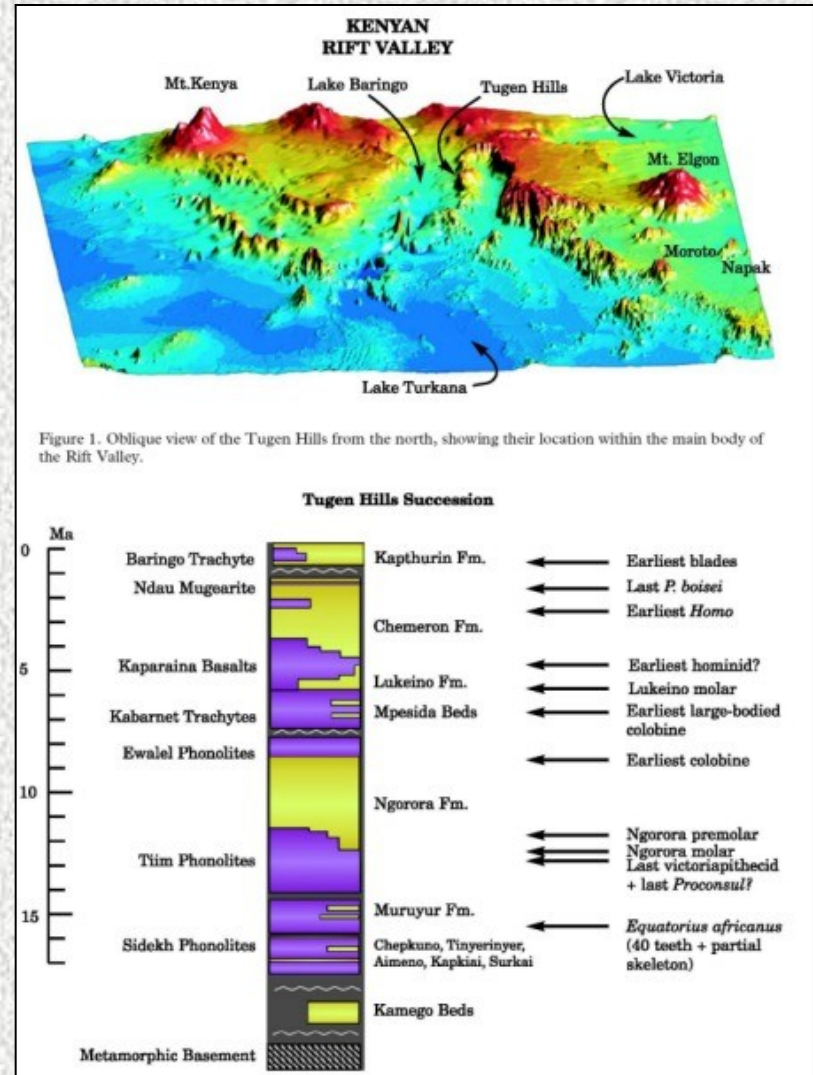 KENYAN
RIFT VALLEY
Mt.Kenya
Lake Baringo
Tugen Hills
Lake Victoria
Mt. Elgon
Moroto
Napak
Lake Turkana
Figure 1. Oblique view of the Tugen Hills from the north, showing their location within the main body of
the Rift Valley.
Tugen Hills Succession
Ma
0
5
10
15
Baringo Trachyte
Ndau Mugearite
Kaparaina Basalts
Kabarnet Trachytes
Ewalel Phonolites
Tiim Phonolites
Sidekh Phonolites
Metamorphic Basement
Kapthurin Fm.
Chemeron Fm.
Lukeino Fm.
Mpesida Beds
Ngorora Fm.
Muruyur Fm.
Chepkuno, Tinyerinyer,
Aimeno, Kapkiai, Surkai
Kamego Beds
Earliest blades
Last P. boisei
Earliest Homo
Earliest hominid?
Lukeino molar
Earliest large-bodied
colobine
Earliest colobine
Ngorora premolar
Ngorora molar
Last victoriapithecid
+ last Proconsul?
Equatorius africanus
(40 teeth + partial
skeleton)